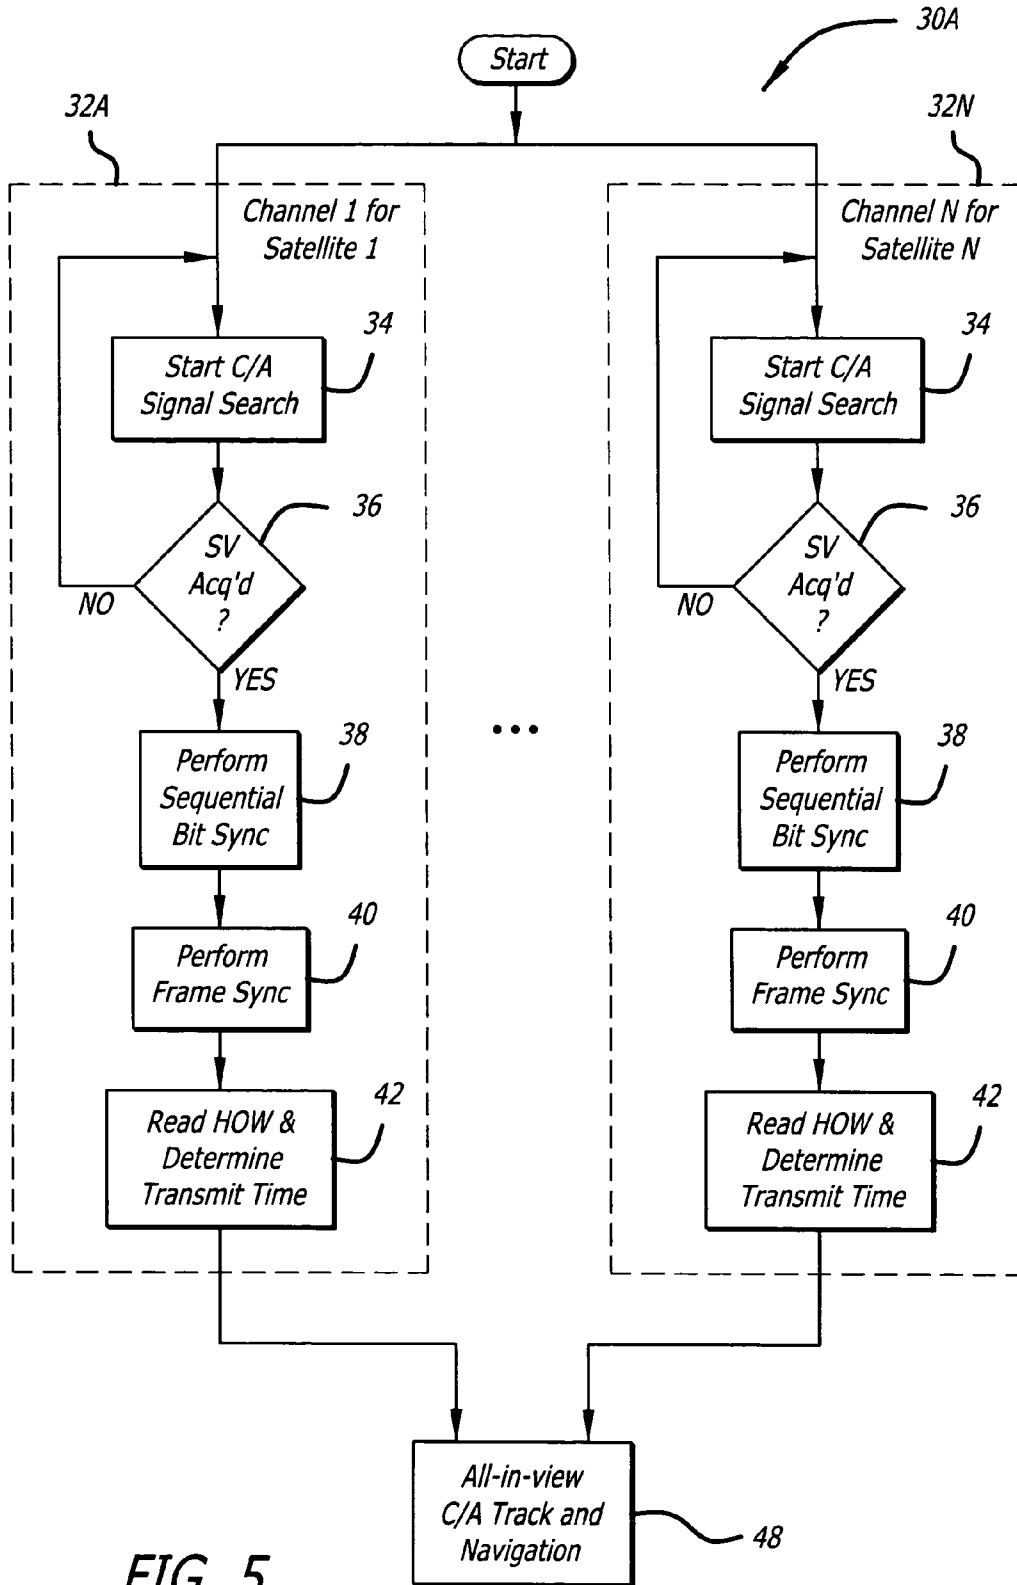 30A
Start
32A
32N
Channel 1 for
Satellite 1
Channel N for
Satellite N
34
Start C/A
Signal Search
34
Start C/A
Signal Search
36
SV
Acq'd
?
NO
YES
36
SV
Acq'd
?
NO
YES
...
38
Perform
Sequential
Bit Sync
38
Perform
Sequential
Bit Sync
40
Perform
Frame Sync
40
Perform
Frame Sync
42
Read HOW &
Determine
Transmit Time
42
Read HOW &
Determine
Transmit Time
All-in-view
C/A Track and
Navigation
48
FIG. 5